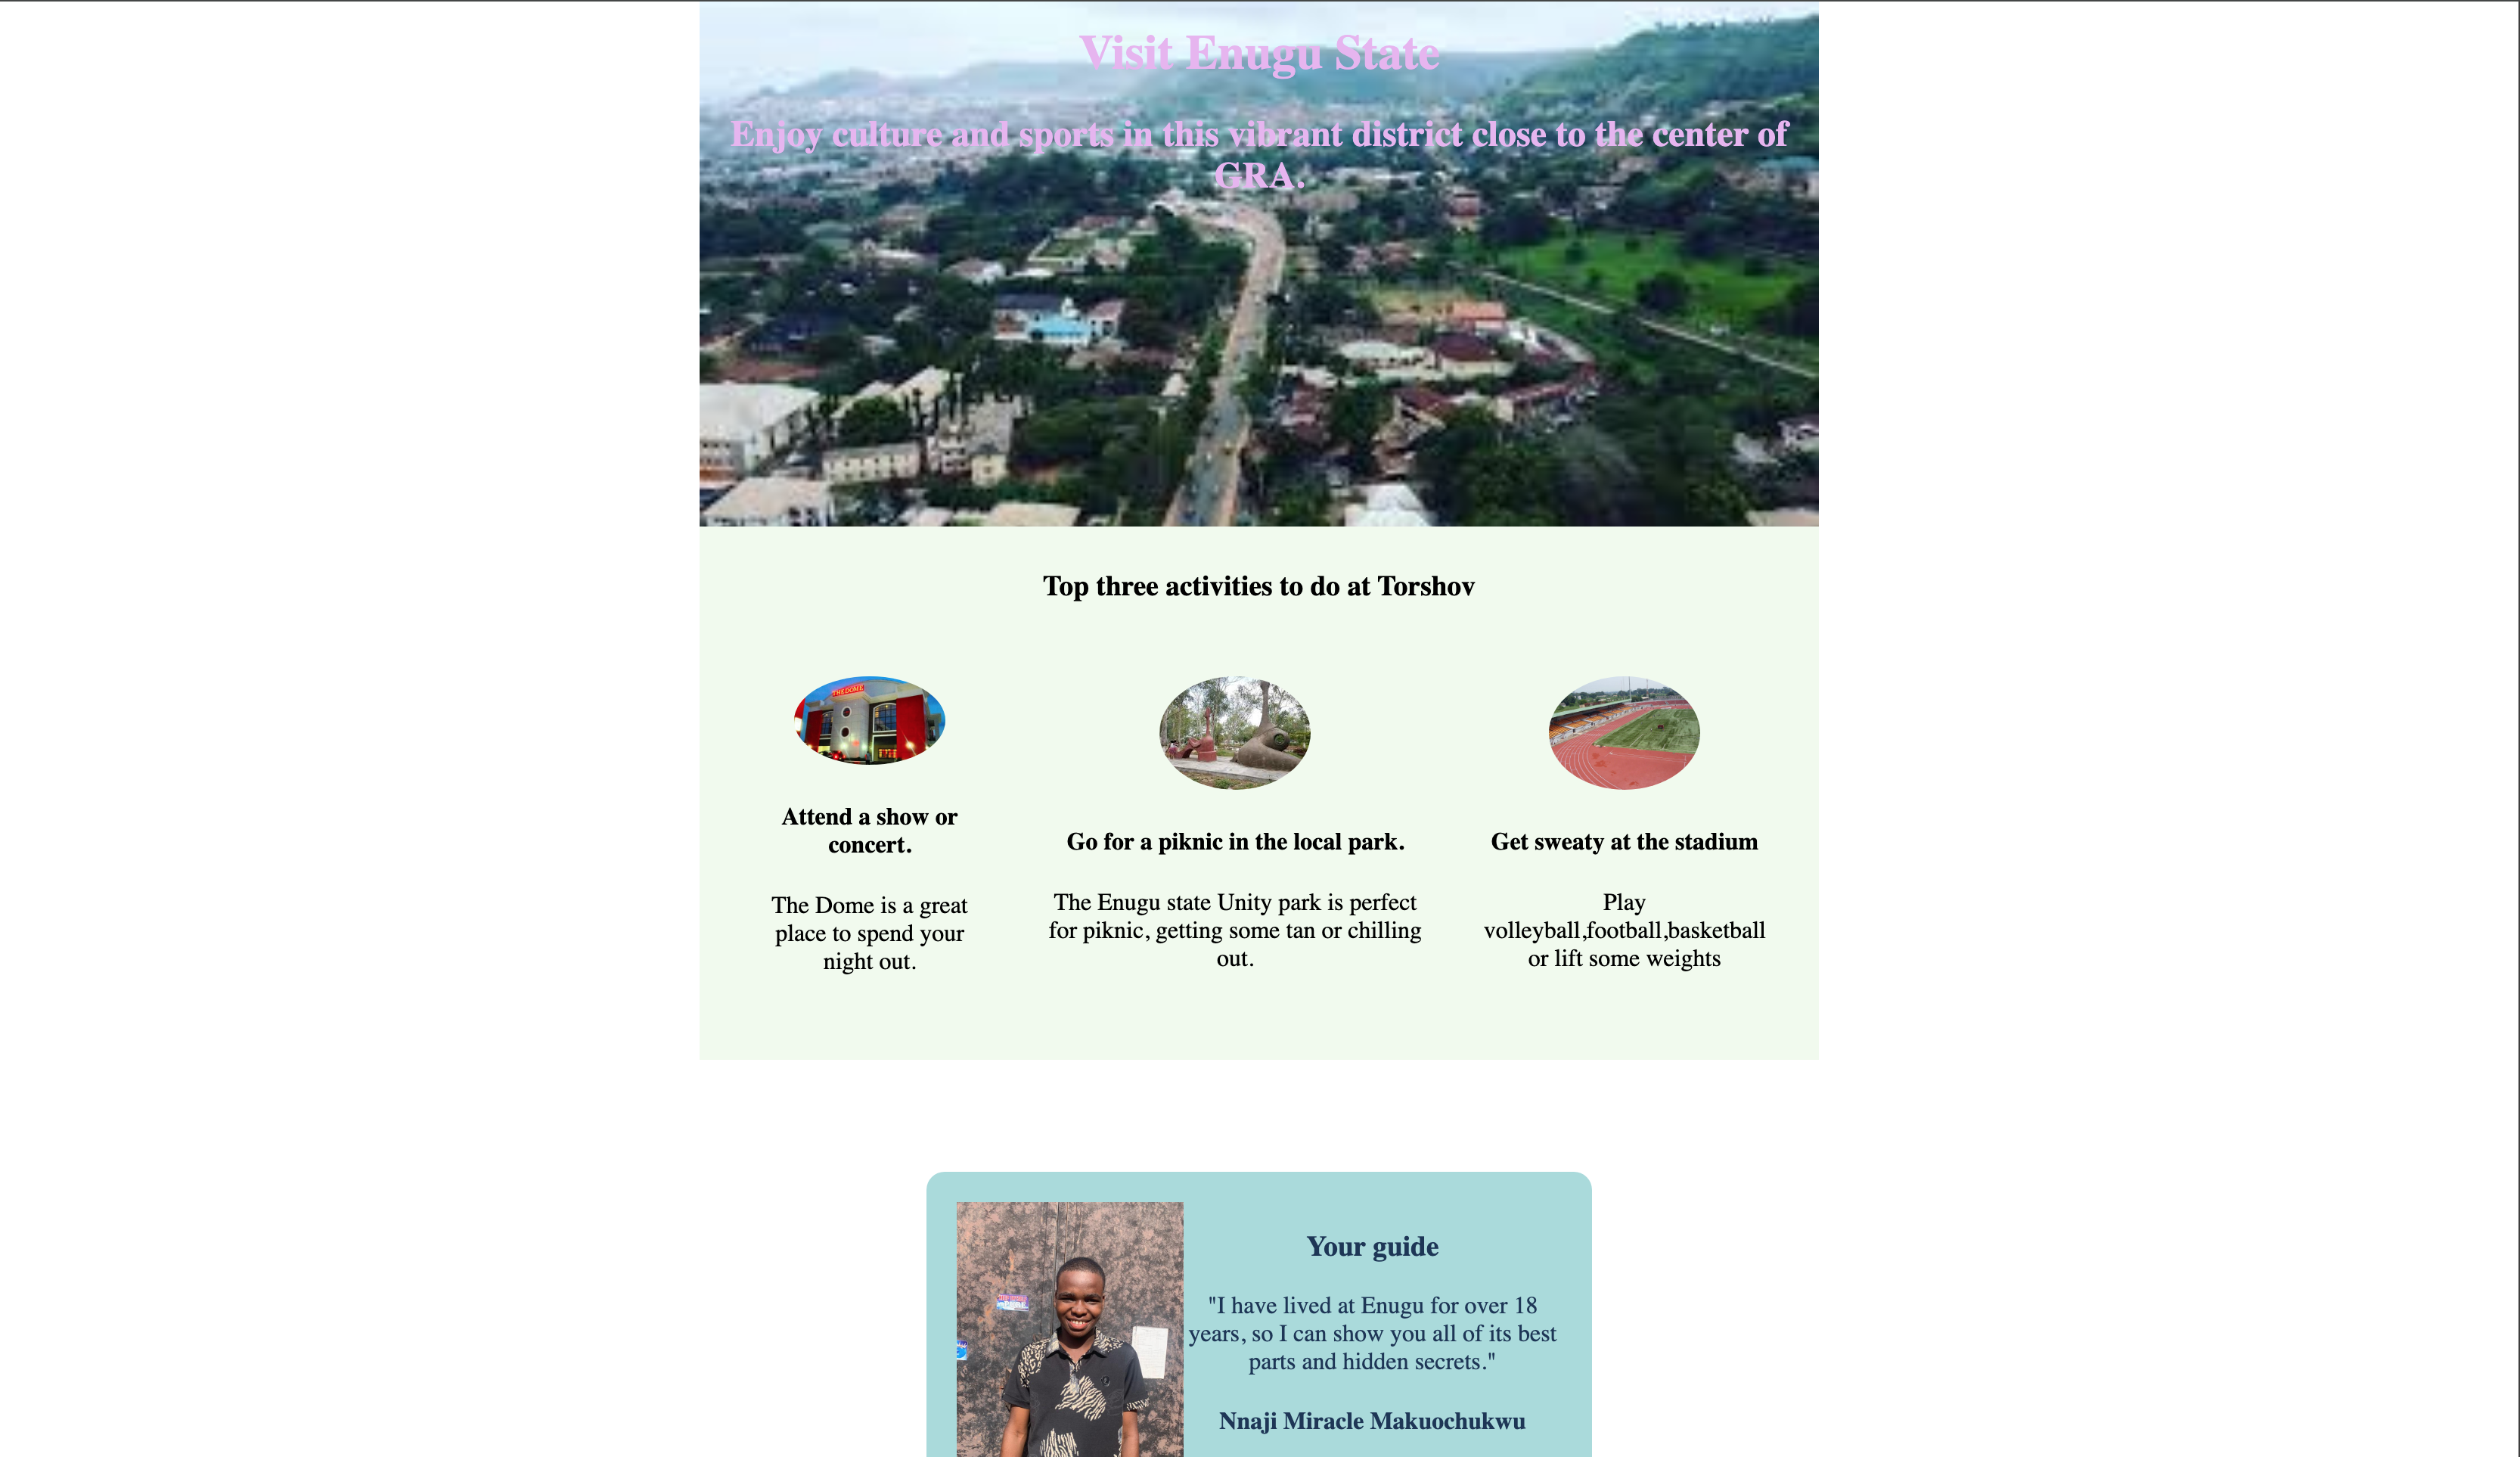 Visit Enugu State
Enjoy culture and sports in this vibrant district close to the center of
GRA.
Top three activities to do at Torshov
THE DOME
Attend a show or
concert.
The Dome is a great
place to spend your
night out.
Go for a piknic in the local park.
The Enugu state Unity park is perfect
for piknic, getting some tan or chilling
out.
Get sweaty at the stadium
Play
volleyball,football,basketball
or lift some weights
Your guide
"I have lived at Enugu for over 18
years, so I can show you all of its best
parts and hidden secrets."
Nnaji Miracle Makuochukwu